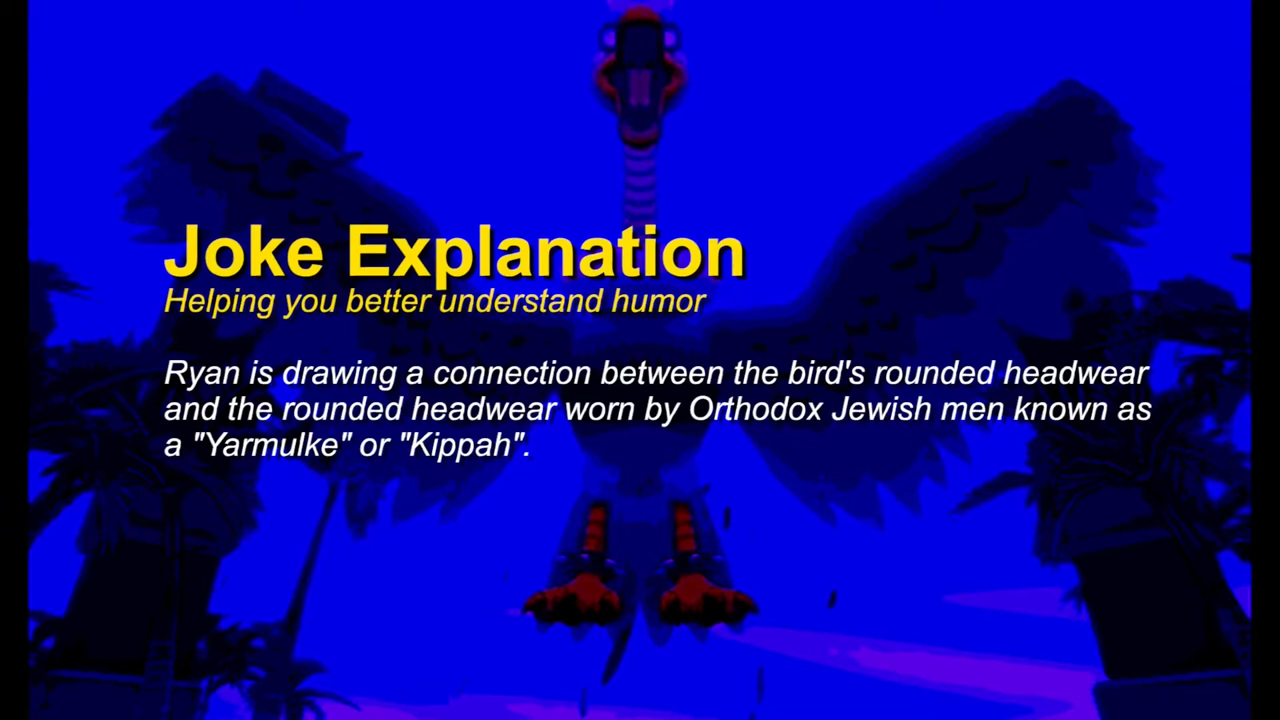 Joke Explanation
Helping you better understand humor
Ryan is drawing a connection between the bird's rounded headwear
and the rounded headwear worn by Orthodox Jewish men known as
a "Yarmulke" or "Kippah".